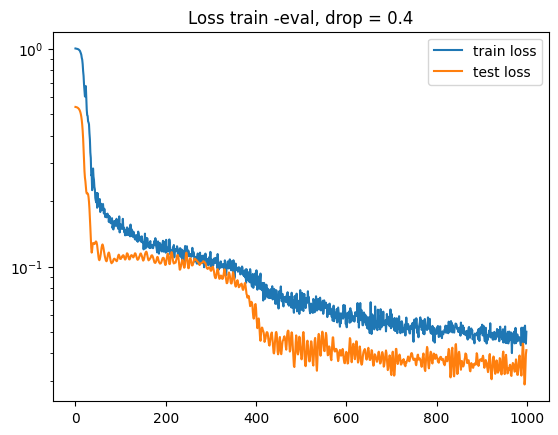 Loss train -eval, drop = 0.4
train loss
test loss
10⁰
10⁻¹
0 200 400 600 800 1000